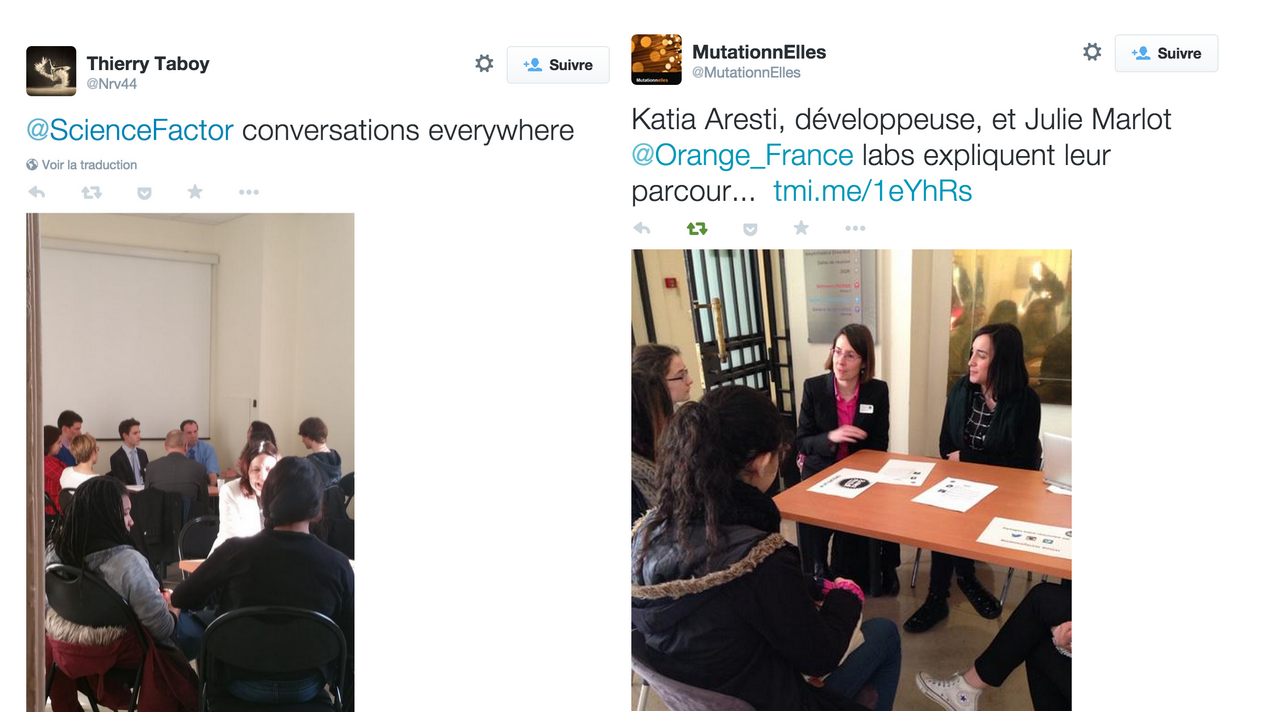 Thierry Taboy
@Nrv44
Suivre
@ScienceFactor conversations everywhere
Voir la traduction
MutationnElles
@MutationnElles
Suivre
Mutationnelles
Katia Aresti, développeuse, et Julie Marlot
@Orange_France labs expliquent leur
parcour... tmi.me/1eYhRs